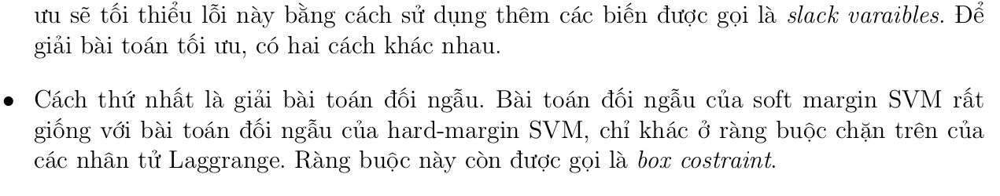 ưu sẽ tối thiểu lỗi này bằng cách sử dụng thêm các biến được gọi là slack varaibles. Để
giải bài toán tối ưu, có hai cách khác nhau.
• Cách thứ nhất là giải bài toán đối ngẫu. Bài toán đối ngẫu của soft margin SVM rất
giống với bài toán đối ngẫu của hard-margin SVM, chỉ khác ở ràng buộc chặn trên của
các nhân tử Laggrange. Ràng buộc này còn được gọi là box costraint.